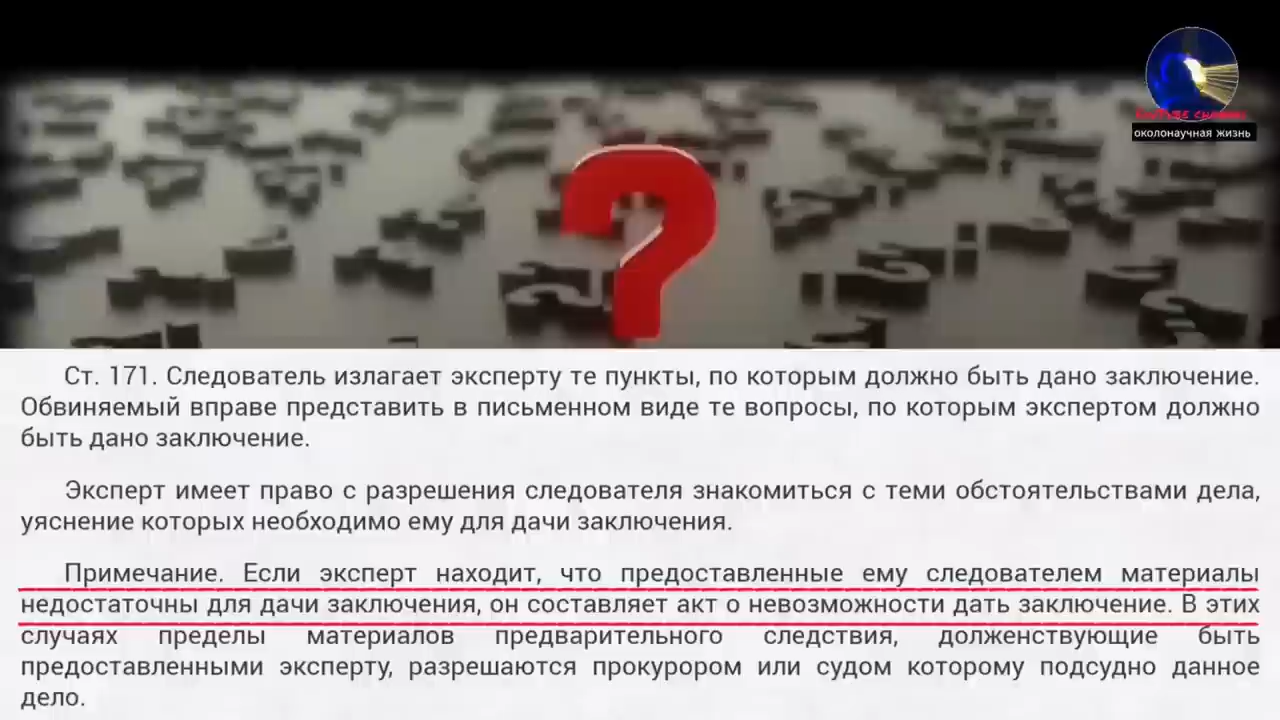 YouTube channel
околонаучная жизнь
?
Ст. 171. Следователь излагает эксперту те пункты, по которым должно быть дано заключение.
Обвиняемый вправе представить в письменном виде те вопросы, по которым экспертом должно
быть дано заключение.
Эксперт имеет право с разрешения следователя знакомиться с теми обстоятельствами дела,
уяснение которых необходимо ему для дачи заключения.
Примечание. Если эксперт находит, что предоставленные ему следователем материалы
недостаточны для дачи заключения, он составляет акт о невозможности дать заключение. В этих
случаях пределы материалов предварительного следствия, долженствующие быть
предоставленными эксперту, разрешаются прокурором или судом которому подсудно данное
дело.